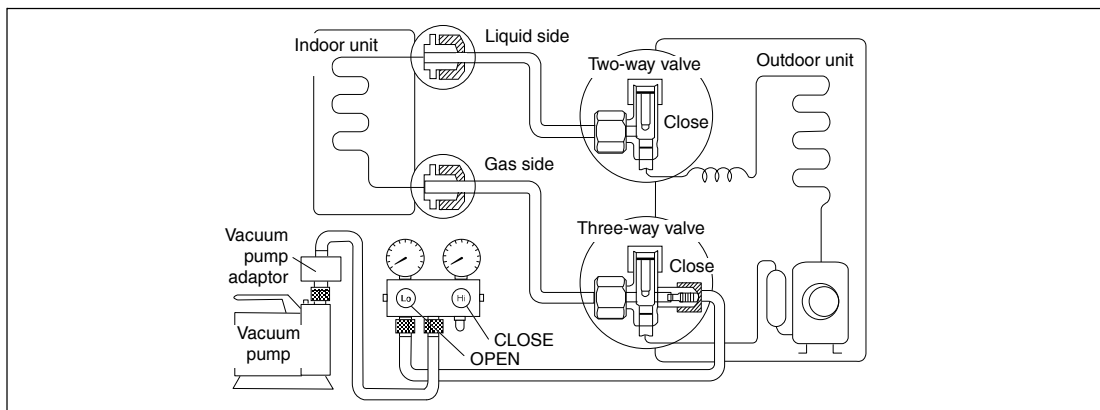 Liquid side
Indoor unit
Two-way valve
Outdoor unit
Close
Gas side
Three-way valve
Close
Vacuum
pump
adaptor
Lo
Hi
CLOSE
OPEN
Vacuum
pump